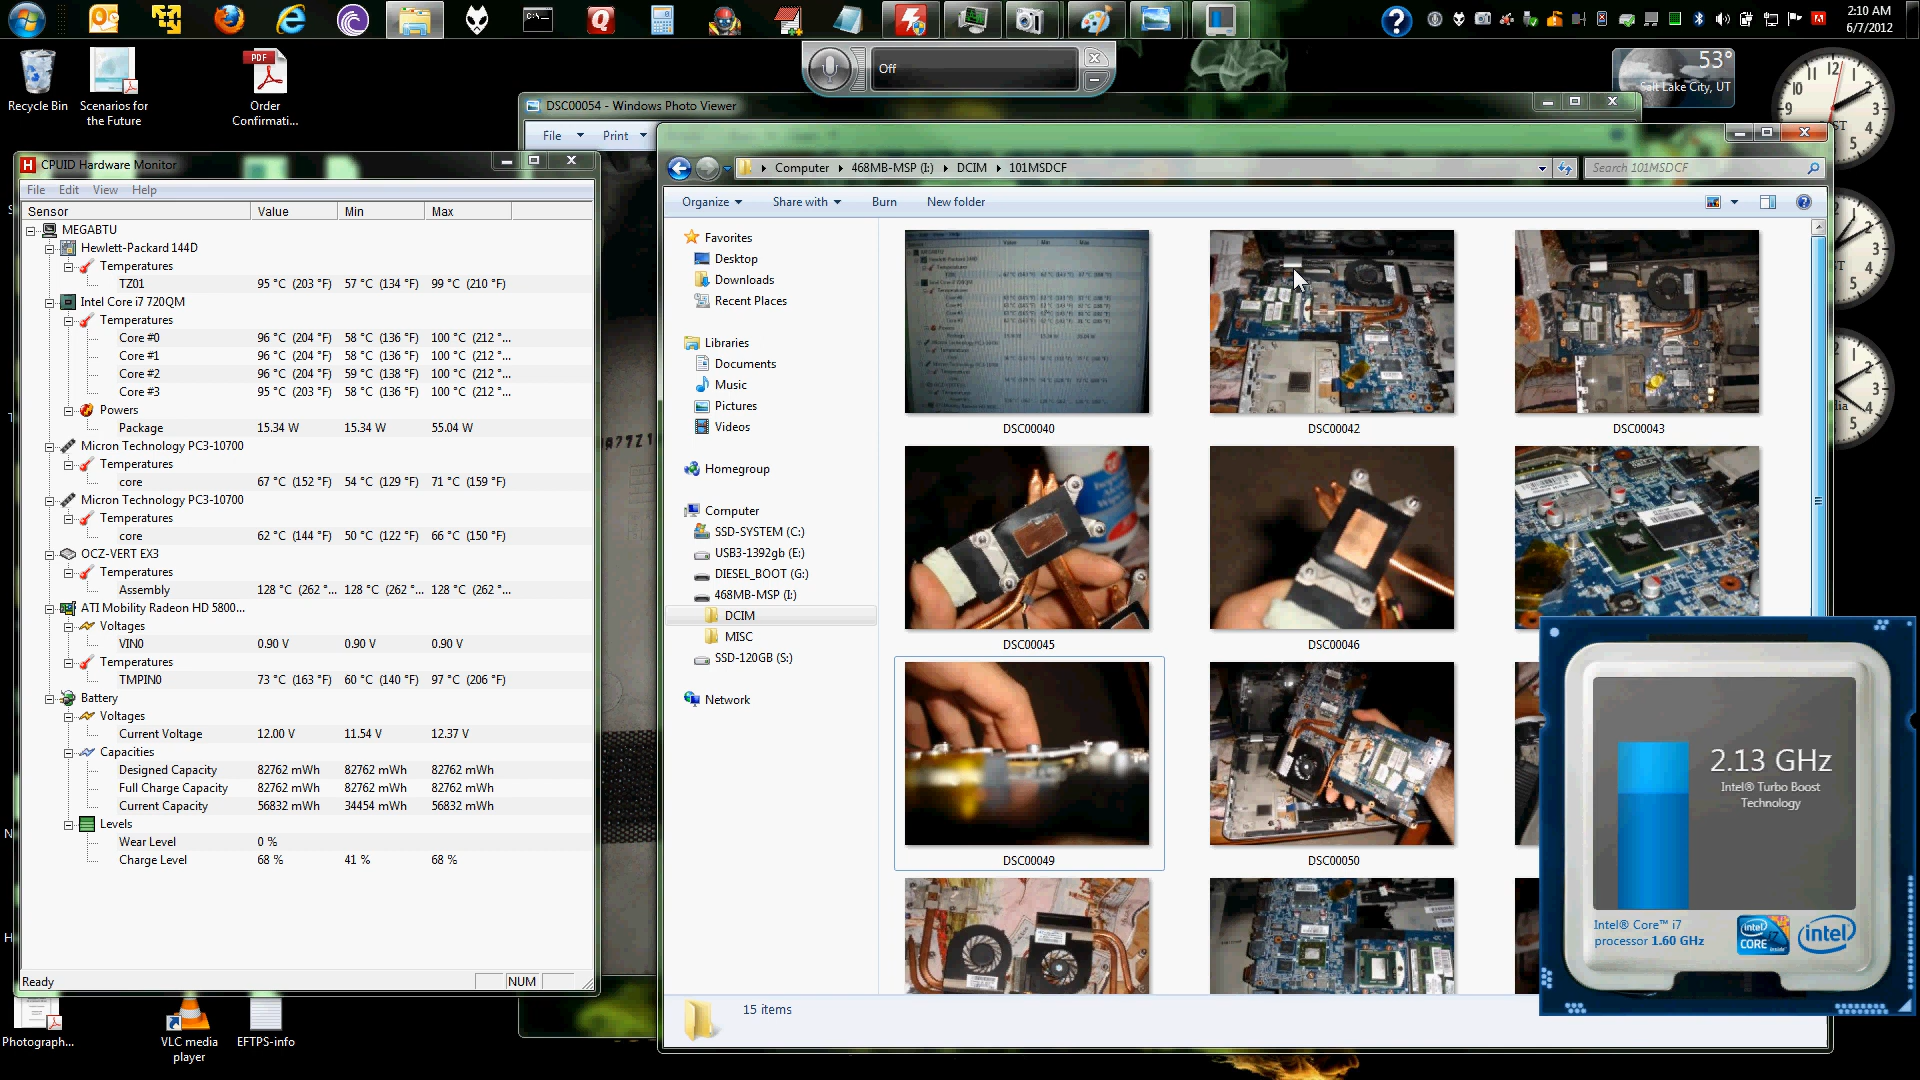 2:10 AM
6/7/2012
Recycle Bin
Scenarios for
the Future
PDF
Order
Confirmati...
Off
53°
Salt Lake City, UT
DSC00054 - Windows Photo Viewer
File
Print
CPUID Hardware Monitor
File Edit View Help
Sensor Value Min Max
MEGABTU
Hewlett-Packard 144D
Temperatures
TZ01 95 °C (203 °F) 57 °C (134 °F) 99 °C (210 °F)
Intel Core i7 720QM
Temperatures
Core #0 96 °C (204 °F) 58 °C (136 °F) 100 °C (212 °...
Core #1 96 °C (204 °F) 58 °C (136 °F) 100 °C (212 °...
Core #2 96 °C (204 °F) 59 °C (138 °F) 100 °C (212 °...
Core #3 95 °C (203 °F) 58 °C (136 °F) 100 °C (212 °...
Powers
Package 15.34 W 15.34 W 55.04 W
Micron Technology PC3-10700
Temperatures
core 67 °C (152 °F) 54 °C (129 °F) 71 °C (159 °F)
Micron Technology PC3-10700
Temperatures
core 62 °C (144 °F) 50 °C (122 °F) 66 °C (150 °F)
OCZ-VERT EX3
Temperatures
Assembly 128 °C (262 °... 128 °C (262 °... 128 °C (262 °...
ATI Mobility Radeon HD 5800...
Voltages
VIN0 0.90 V 0.90 V 0.90 V
Temperatures
TMPIN0 73 °C (163 °F) 60 °C (140 °F) 97 °C (206 °F)
Battery
Voltages
Current Voltage 12.00 V 11.54 V 12.37 V
Capacities
Designed Capacity 82762 mWh 82762 mWh 82762 mWh
Full Charge Capacity 82762 mWh 82762 mWh 82762 mWh
Current Capacity 56832 mWh 34454 mWh 56832 mWh
Levels
Wear Level 0 %
Charge Level 68 % 41 % 68 %
Ready
NUM
Computer 468MB-MSP (I:) DCIM 101MSDCF
Search 101MSDCF
Organize Share with Burn New folder
Favorites
Desktop
Downloads
Recent Places
Libraries
Documents
Music
Pictures
Videos
Homegroup
Computer
SSD-SYSTEM (C:)
USB3-1392gb (E:)
DIESEL_BOOT (G:)
468MB-MSP (I:)
DCIM
MISC
SSD-120GB (S:)
Network
DSC00040
DSC00042
DSC00043
DSC00045
DSC00046
DSC00049
DSC00050
15 items
2.13 GHz
Intel® Turbo Boost
Technology
Intel® Core™ i7
processor 1.60 GHz
intel
CORE i7
inside
intel
Photograph...
VLC media
player
EFTPS-info